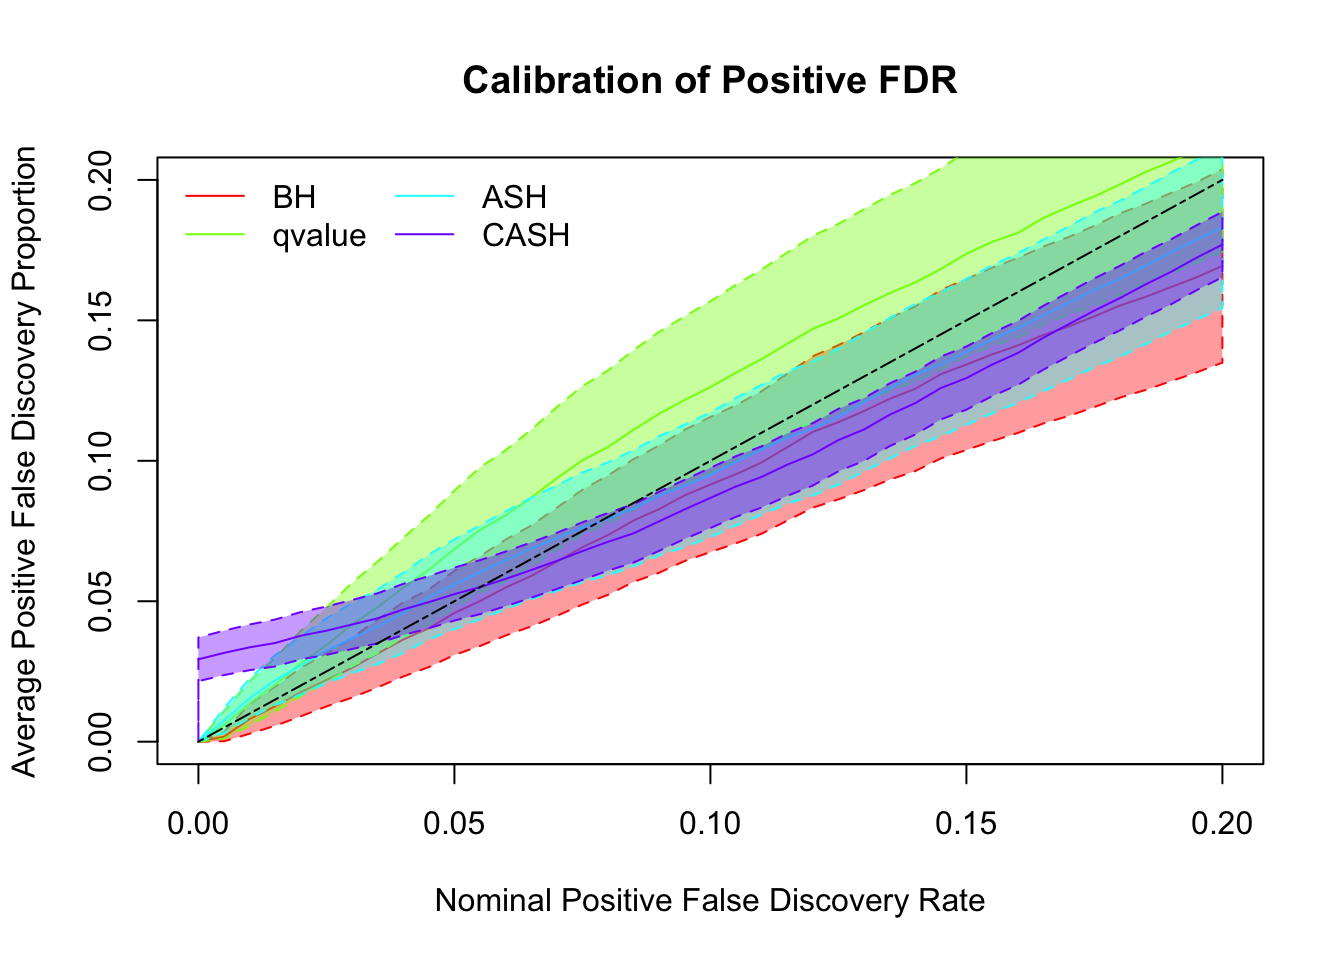 Calibration of Positive FDR
Average Positive False Discovery Proportion
0.20
0.15
0.10
0.05
0.00
BH
qvalue
ASH
CASH
0.00 0.05 0.10 0.15 0.20
Nominal Positive False Discovery Rate